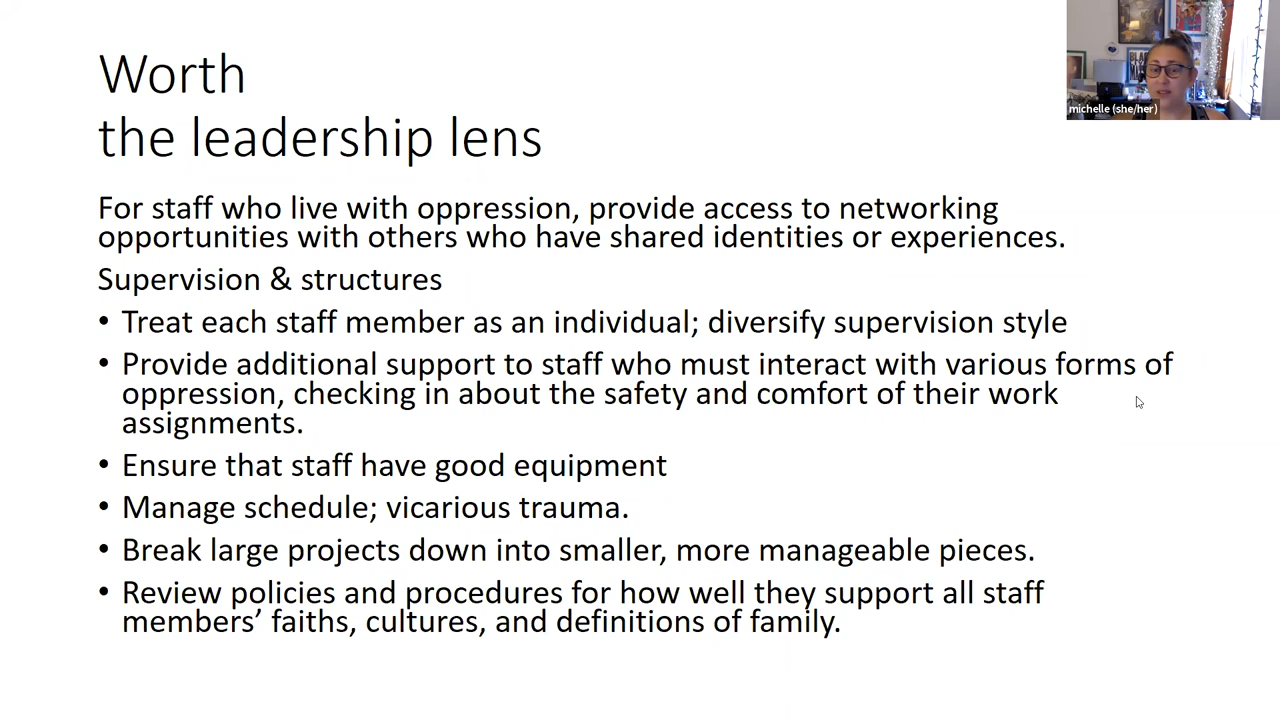 Worth
the leadership lens
michelle (she/her)
For staff who live with oppression, provide access to networking
opportunities with others who have shared identities or experiences.
Supervision & structures
• Treat each staff member as an individual; diversify supervision style
• Provide additional support to staff who must interact with various forms of
oppression, checking in about the safety and comfort of their work
assignments.
• Ensure that staff have good equipment
• Manage schedule; vicarious trauma.
• Break large projects down into smaller, more manageable pieces.
• Review policies and procedures for how well they support all staff
members’ faiths, cultures, and definitions of family.